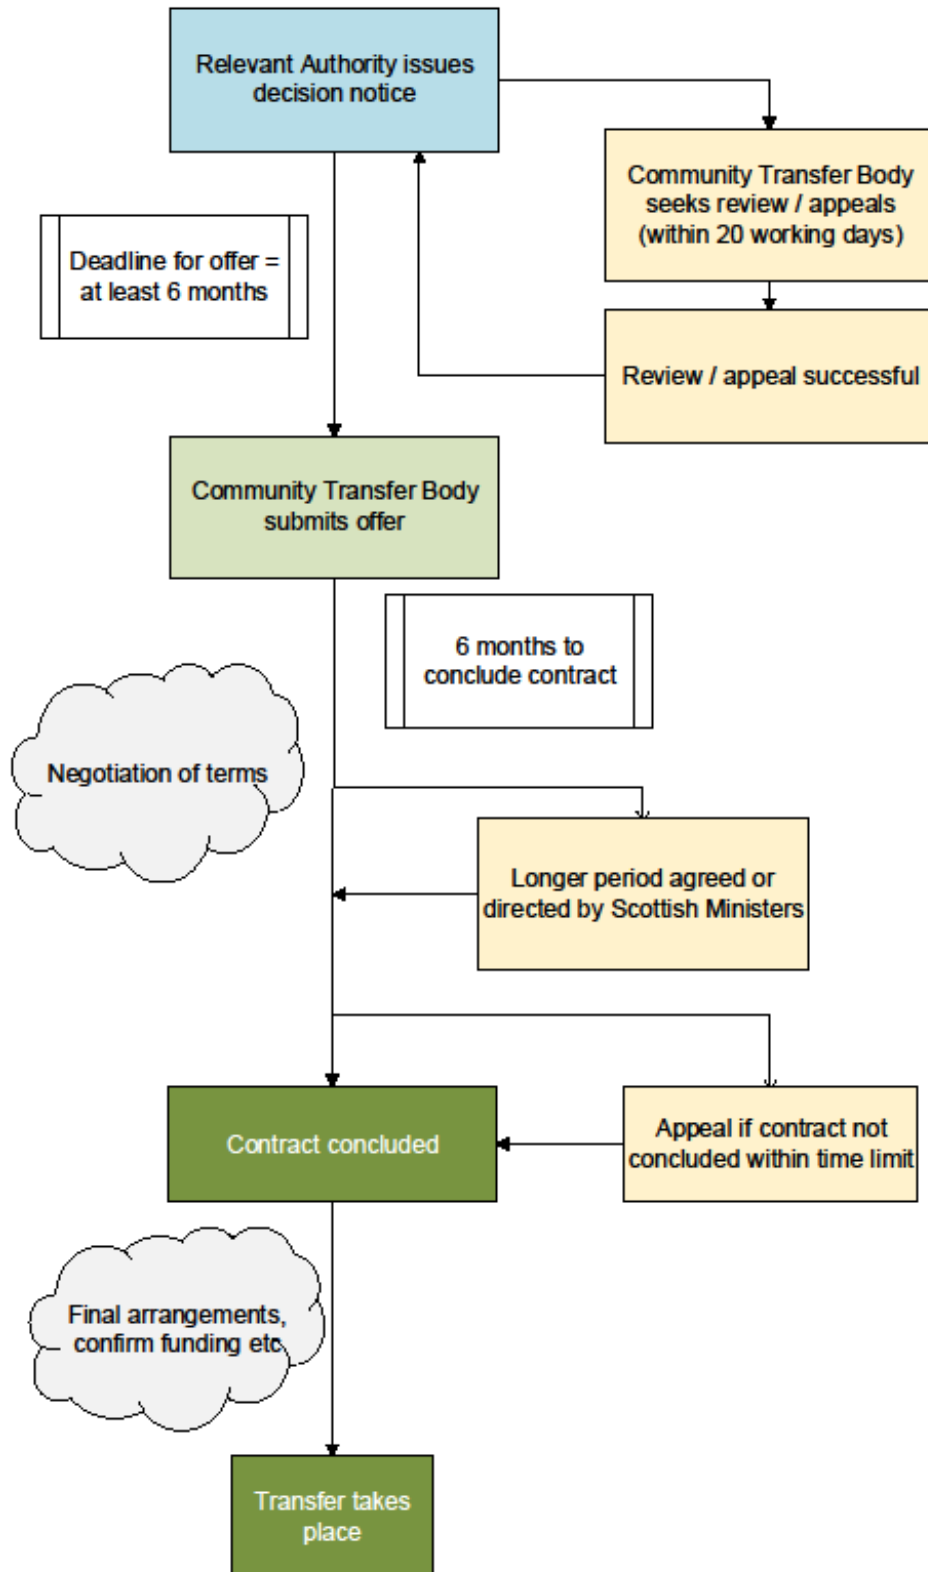 Relevant Authority issues
decision notice
Community Transfer Body
seeks review / appeals
(within 20 working days)
Deadline for offer =
at least 6 months
Review / appeal successful
Community Transfer Body
submits offer
6 months to
conclude contract
Negotiation of terms
Longer period agreed or
directed by Scottish Ministers
Contract concluded
Appeal if contract not
concluded within time limit
Final arrangements,
confirm funding etc
Transfer takes
place